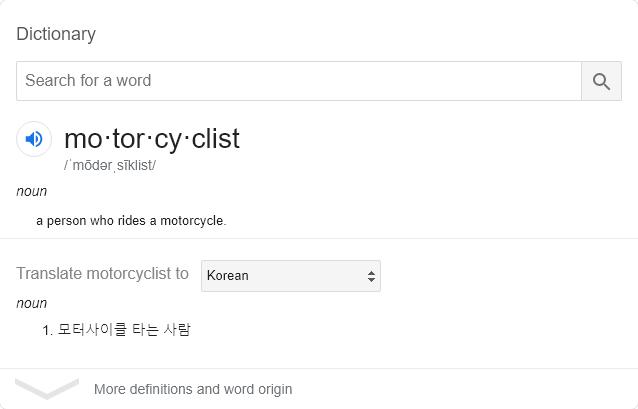 Dictionary
Search for a word
mo·tor·cy·clist
/ˈmōdərˌsīklist/
noun
a person who rides a motorcycle.
Translate motorcyclist to Korean
noun
1. 모터사이클 타는 사람
More definitions and word origin